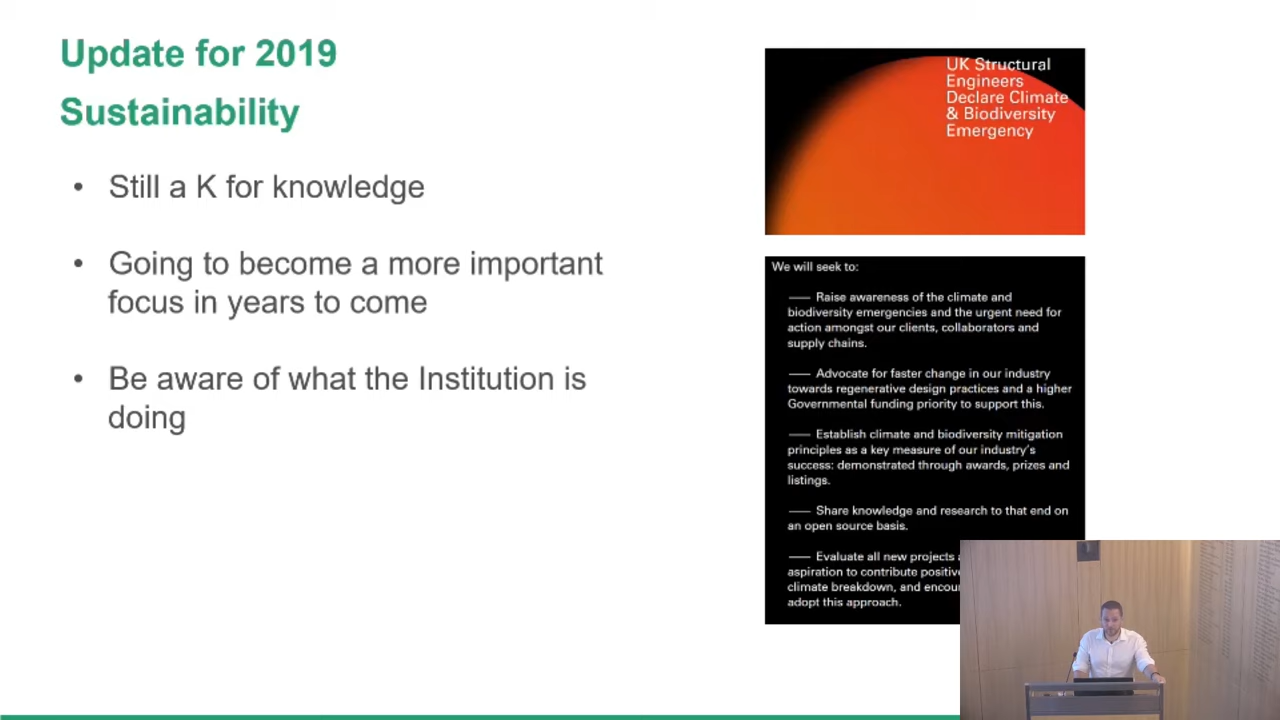 Update for 2019
Sustainability
• Still a K for knowledge
• Going to become a more important
focus in years to come
• Be aware of what the Institution is
doing
UK Structural
Engineers
Declare Climate
& Biodiversity
Emergency
We will seek to:
—— Raise awareness of the climate and
biodiversity emergencies and the urgent need for
action amongst our clients, collaborators and
supply chains.
—— Advocate for faster change in our industry
towards regenerative design practices and a higher
Governmental funding priority to support this.
—— Establish climate and biodiversity mitigation
principles as a key measure of our industry's
success: demonstrated through awards, prizes and
listings.
—— Share knowledge and research to that end on
an open source basis.
—— Evaluate all new projects
aspiration to contribute
climate breakdown, and
adopt this approach.